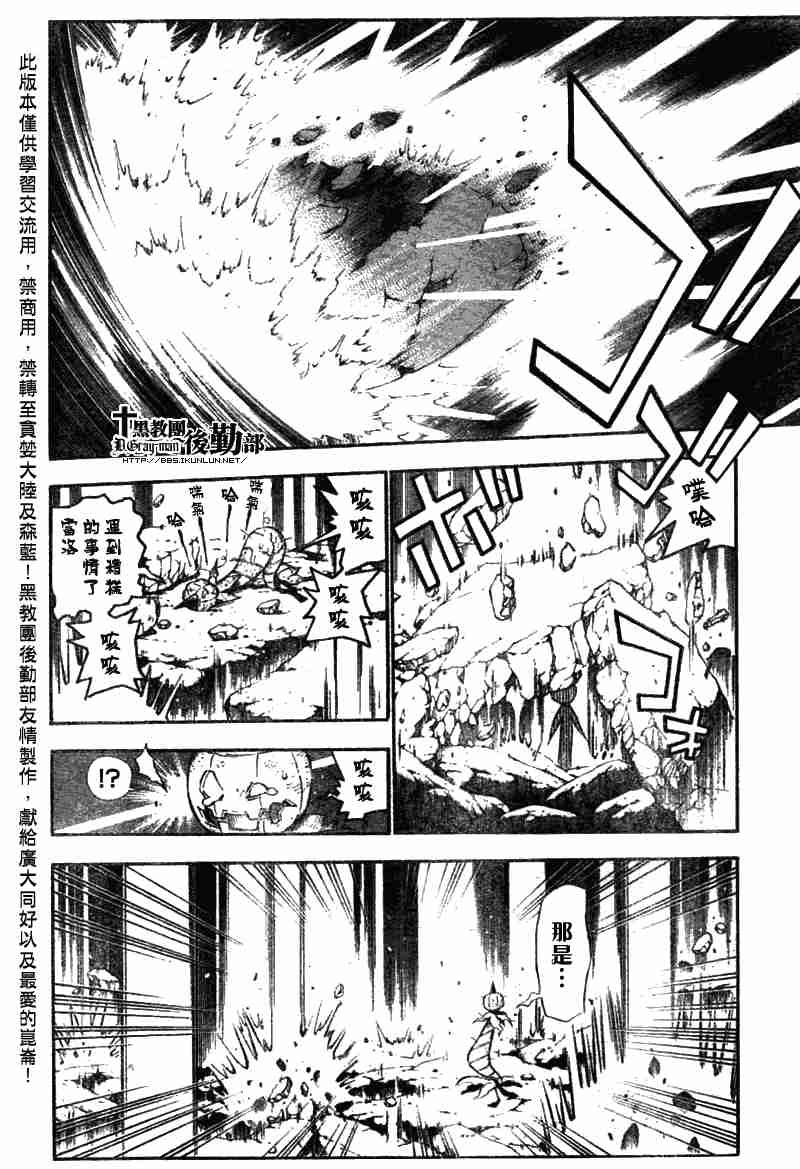 此版本僅供學習交流用，禁商用，禁轉至貪婪大陸及森藍！黑教團後勤部友情製作，獻給廣大同好以及最愛的崑崙！
黑教團
D.Gray-man
後勤部
HTTP://BBS.IKUNLUN.NET/
噗哈
咳咳
咳咳
喘氣
哈
喘氣
哈
遇到糟糕
的事情了
雷洛
咳咳
咳咳
!?
那是…